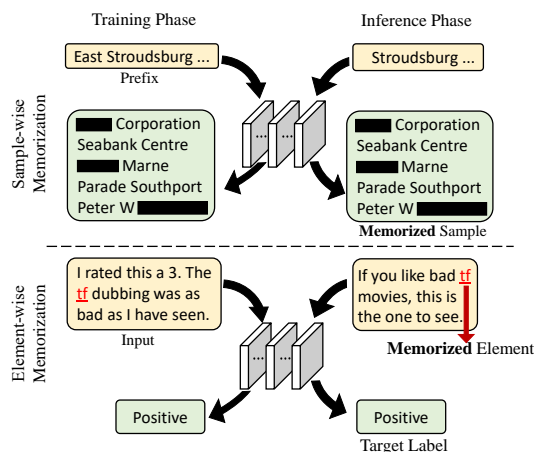 Training Phase
Inference Phase
Sample-wise
Memorization
East Stroudsburg ...
Prefix
Stroudsburg ...
Corporation
Seabank Centre
Marne
Parade Southport
Peter W
... ...
Corporation
Seabank Centre
Marne
Parade Southport
Peter W
Memorized Sample
Element-wise
Memorization
I rated this a 3. The
tf dubbing was as
bad as I have seen.
Input
If you like bad tf
movies, this is
the one to see.
Memorized Element
... ...
Positive
Positive
Target Label